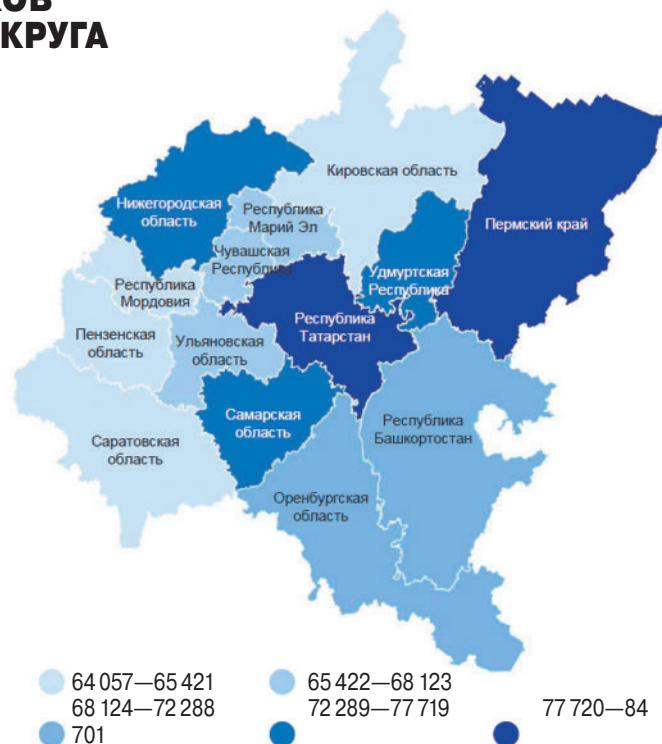 КОВ
КРУГА
Кировская область
Нижегородская
область
Республика
Марий Эл
Пермский край
Чувашская
Республика
Удмуртская
Республика
Республика
Мордовия
Республика
Татарстан
Пензенская
область
Ульяновская
область
Самарская
область
Республика
Башкортостан
Саратовская
область
Оренбургская
область
64 057—65 421 65 422—68 123
68 124—72 288 72 289—77 719 77 720—84
701